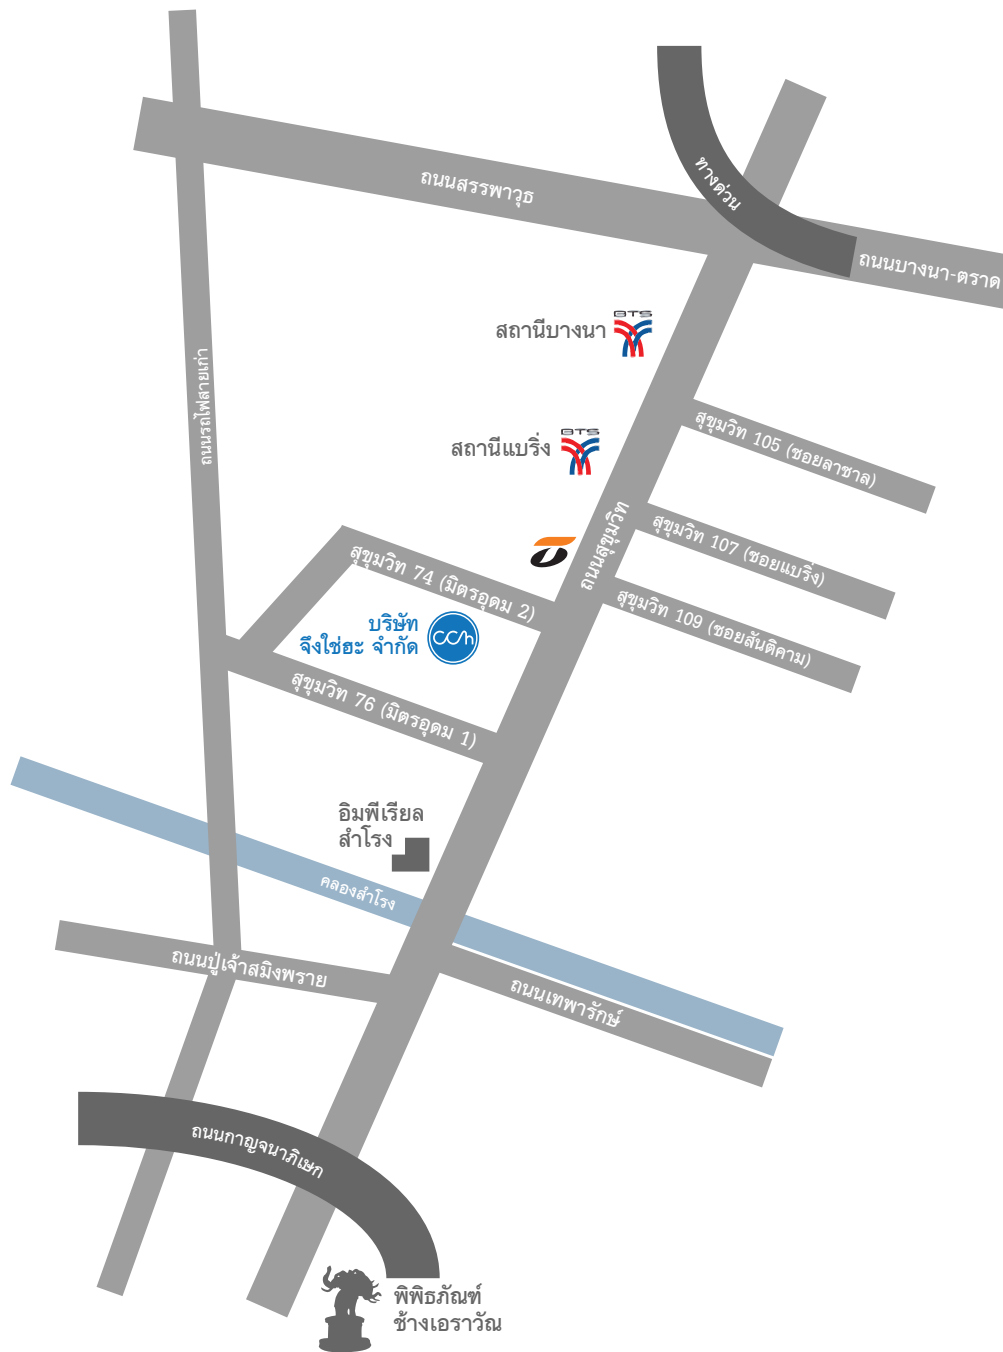 ถนนสรรพาวุธ
ทางด่วน
ถนนบางนา-ตราด
BTS
สถานีบางนา
ถนนรถไฟสายเก่า
BTS
สถานีแบริ่ง
สุขุมวิท 105 (ซอยลาซาล)
ถนนสุขุมวิท
สุขุมวิท 107 (ซอยแบริ่ง)
สุขุมวิท 74 (มิตรอุดม 2)
สุขุมวิท 109 (ซอยสันติคาม)
บริษัท
จึงใช่ฮะ จำกัด
CCh
สุขุมวิท 76 (มิตรอุดม 1)
อิมพีเรียล
สำโรง
คลองสำโรง
ถนนปู่เจ้าสมิงพราย
ถนนเทพารักษ์
ถนนกาญจนาภิเษก
พิพิธภัณฑ์
ช้างเอราวัณ